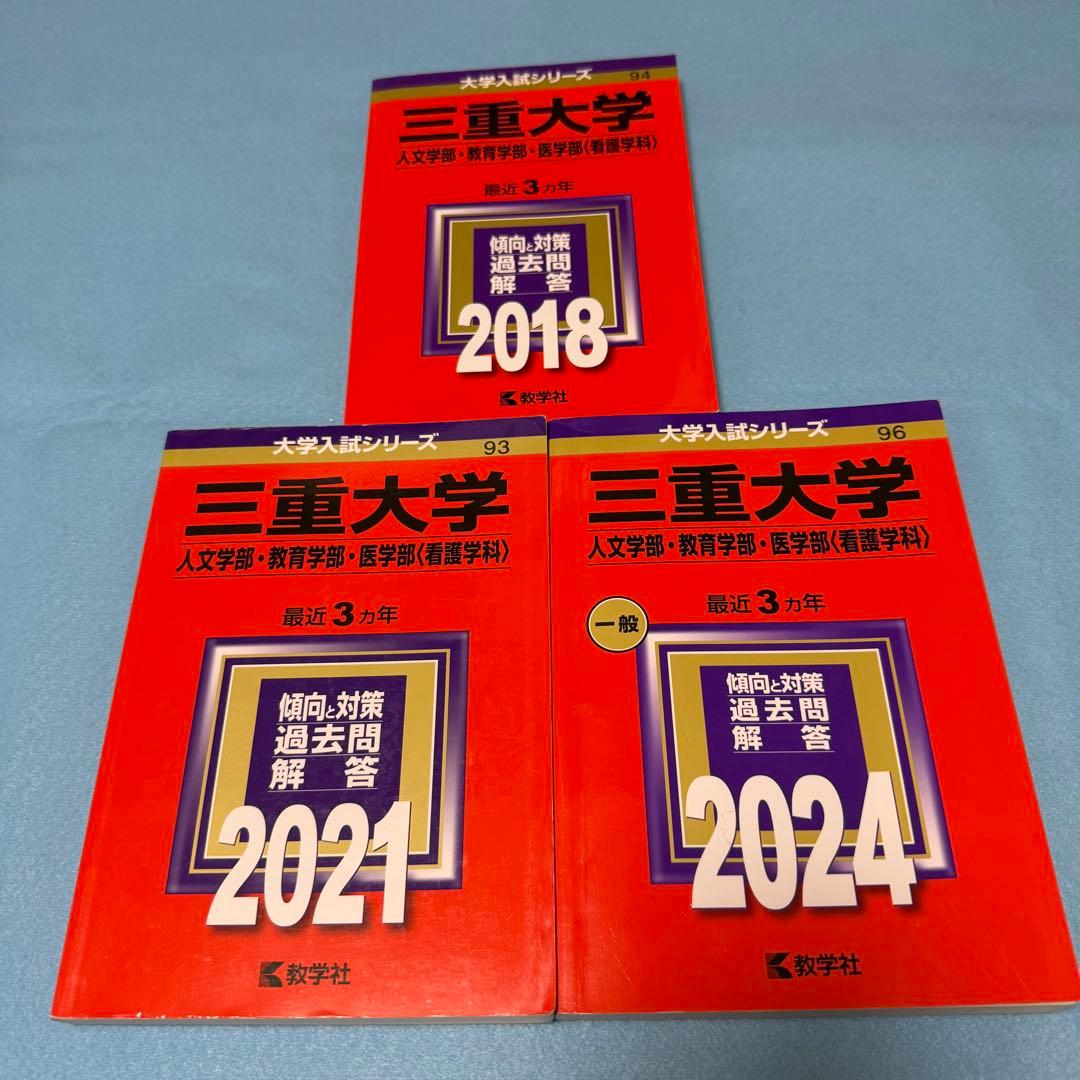 大学入試シリーズ 94
三重大学
人文学部・教育学部・医学部〈看護学科〉
最近3カ年
傾向と対策
過去問
解答
2018
教学社
大学入試シリーズ 93
三重大学
人文学部・教育学部・医学部〈看護学科〉
最近3カ年
傾向と対策
過去問
解答
2021
教学社
大学入試シリーズ 96
三重大学
人文学部・教育学部・医学部〈看護学科〉
一般
最近3カ年
傾向と対策
過去問
解答
2024
教学社